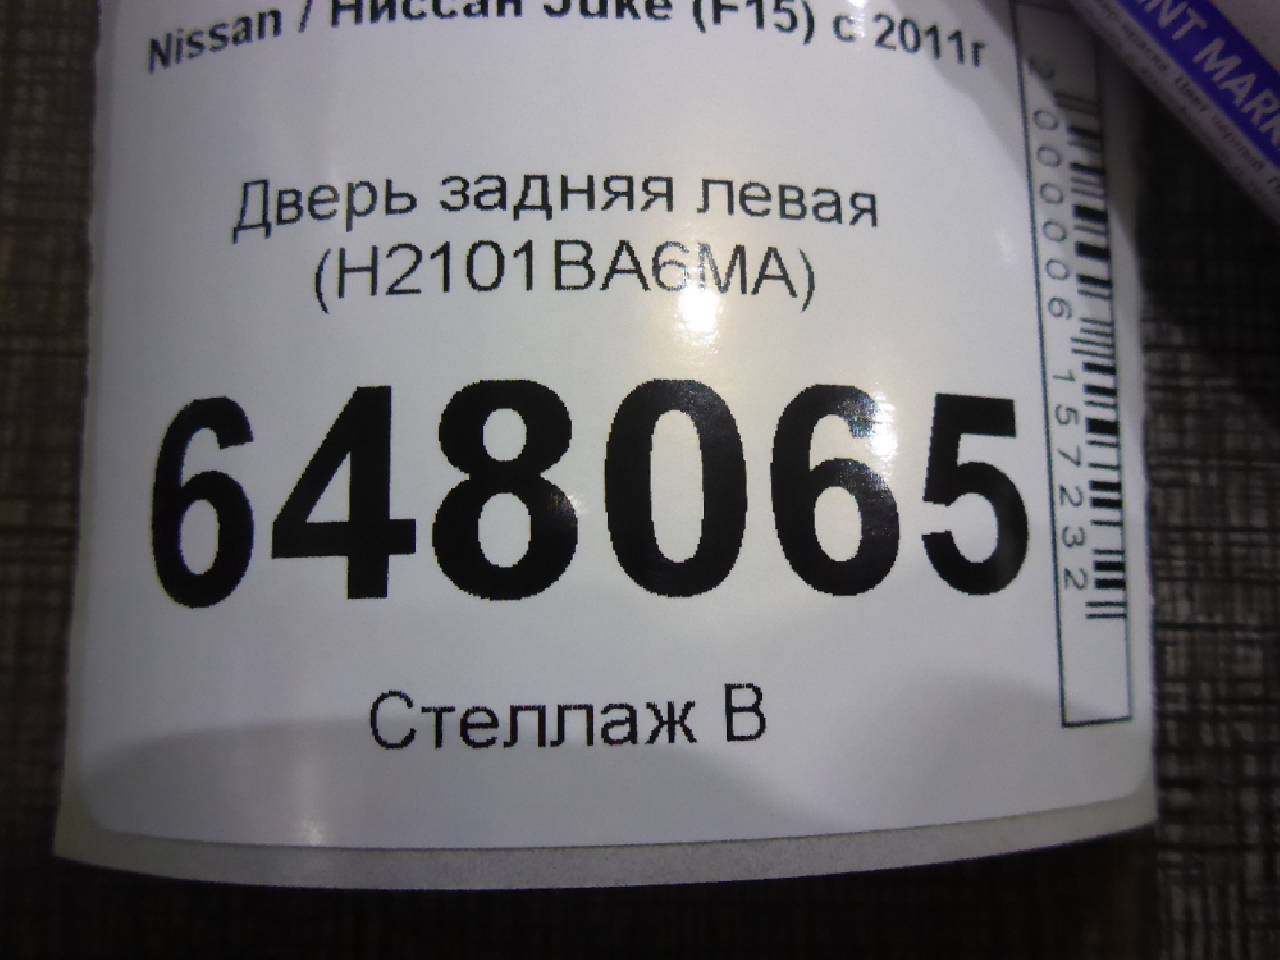 Nissan / Ниссан Juke (F15) с 2011г
Дверь задняя левая
(H2101BA6MA)
648065
Стеллаж В
2000006157232